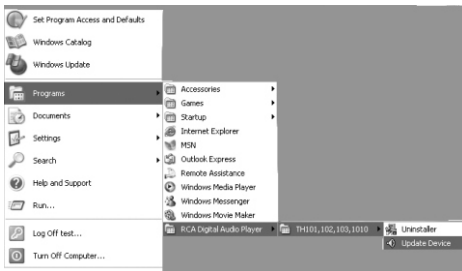 Set Program Access and Defaults
Windows Catalog
Windows Update
Programs
Documents
Settings
Search
Help and Support
Run...
Log Off test...
Turn Off Computer...
Accessories
Games
Startup
Internet Explorer
MSN
Outlook Express
Remote Assistance
Windows Media Player
Windows Messenger
Windows Movie Maker
RCA Digital Audio Player
TH101,102,103,1010
Uninstaller
Update Device